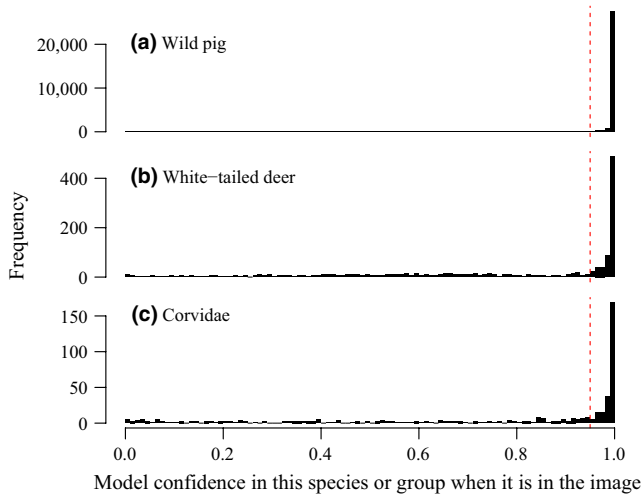 (a) Wild pig
20,000
10,000
0
(b) White−tailed deer
400
200
0
(c) Corvidae
150
100
50
0
Frequency
0.0 0.2 0.4 0.6 0.8 1.0
Model confidence in this species or group when it is in the image